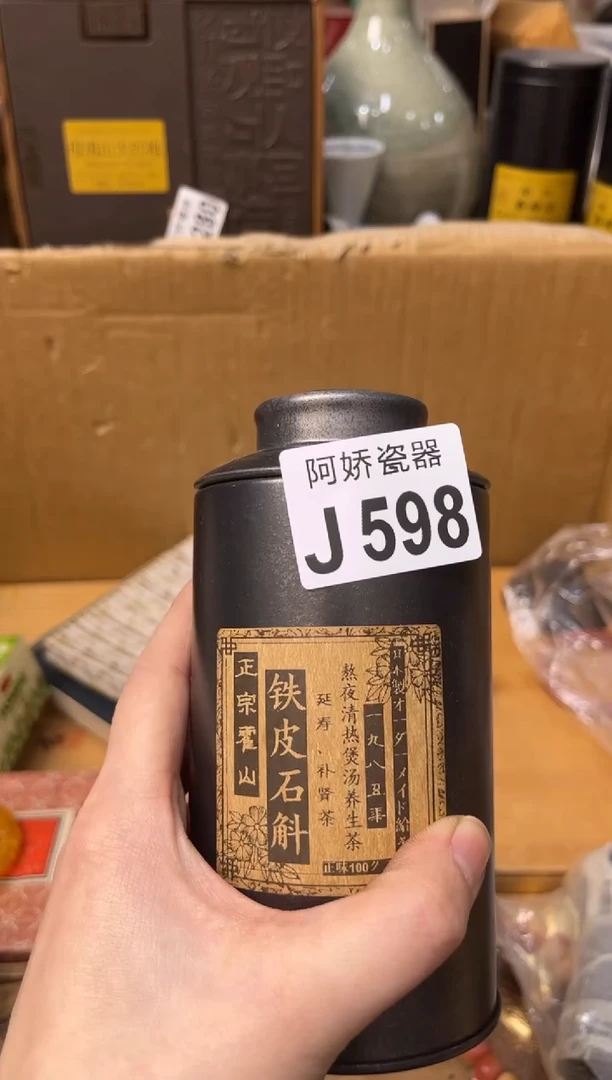 阿娇瓷器
J 598
正宗霍山
铁皮石斛
延寿、补肾茶
熬夜清热煲汤养生茶
一九八五
日本製オーダーメイド給
正味100グ